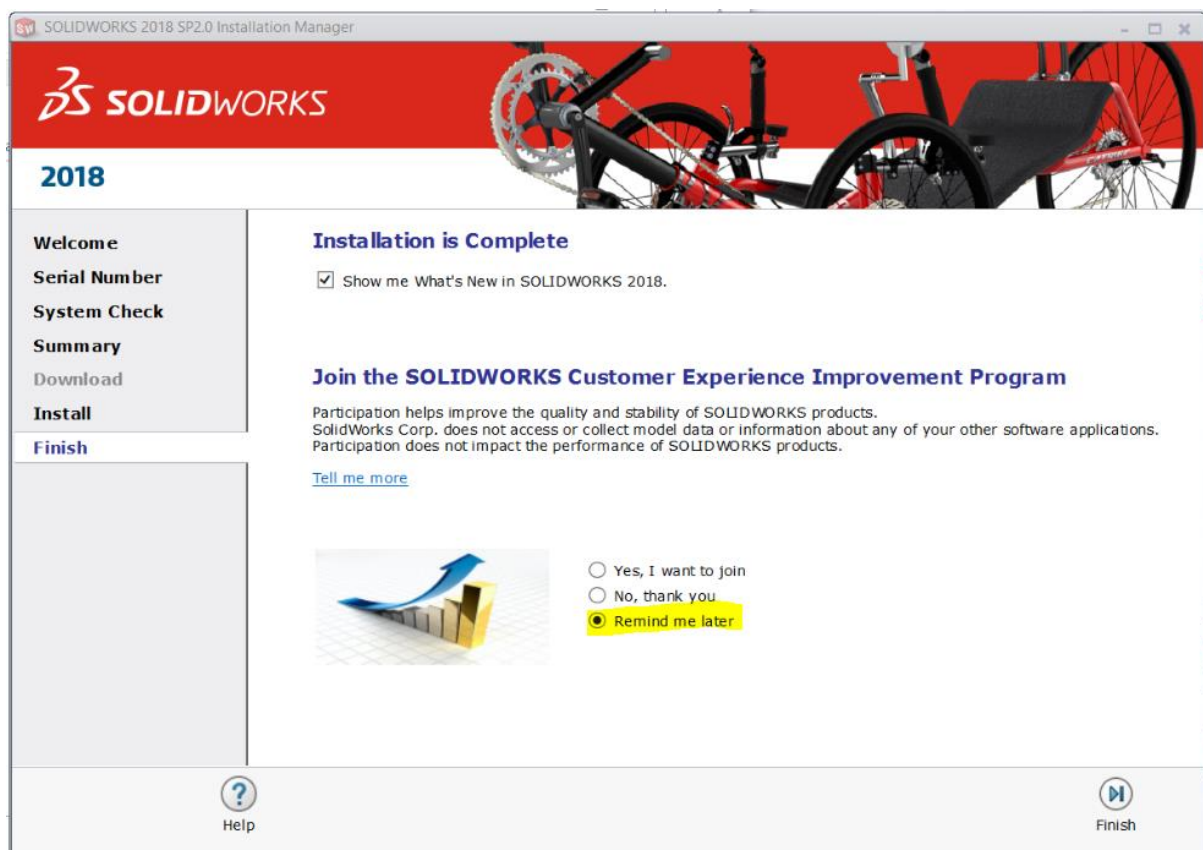 SOLIDWORKS 2018 SP2.0 Installation Manager
SOLIDWORKS
2018
Welcome
Serial Number
System Check
Summary
Download
Install
Finish
Installation is Complete
Show me What's New in SOLIDWORKS 2018.
Join the SOLIDWORKS Customer Experience Improvement Program
Participation helps improve the quality and stability of SOLIDWORKS products.
SolidWorks Corp. does not access or collect model data or information about any of your other software applications.
Participation does not impact the performance of SOLIDWORKS products.
Tell me more
Yes, I want to join
No, thank you
Remind me later
Help
Finish